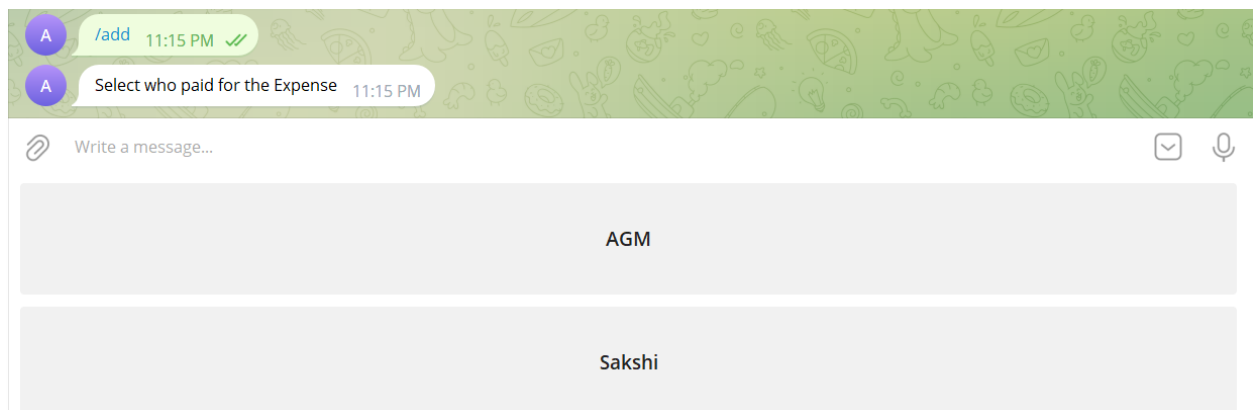 A
/add 11:15 PM
A
Select who paid for the Expense 11:15 PM
Write a message...
AGM
Sakshi